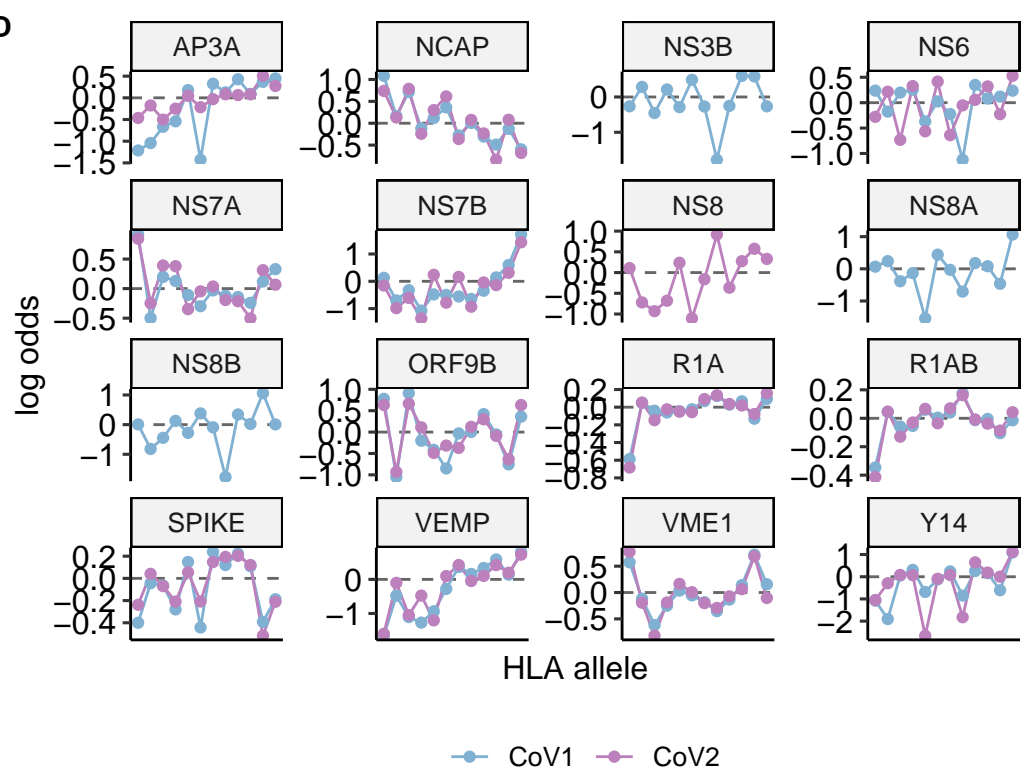 AP3A NCAP NS3B NS6
0.5 0.0 −0.5 −1.0 −1.5
1.0 0.5 0.0 −0.5
0 −1
0.5 0.0 −0.5 −1.0
NS7A NS7B NS8 NS8A
0.5 0.0 −0.5
1 0 −1
1.0 0.5 0.0 −0.5 −1.0
1 0 −1
log odds
NS8B ORF9B R1A R1AB
1 0 −1
1.0 0.5 0.0 −0.5 −1.0
0.2 0.0 −0.2 −0.4 −0.6 −0.8
0.2 0.0 −0.2 −0.4
SPIKE VEMP VME1 Y14
0.2 0.0 −0.2 −0.4
0 −1
0.5 0.0 −0.5
1 0 −1 −2
HLA allele
CoV1 CoV2